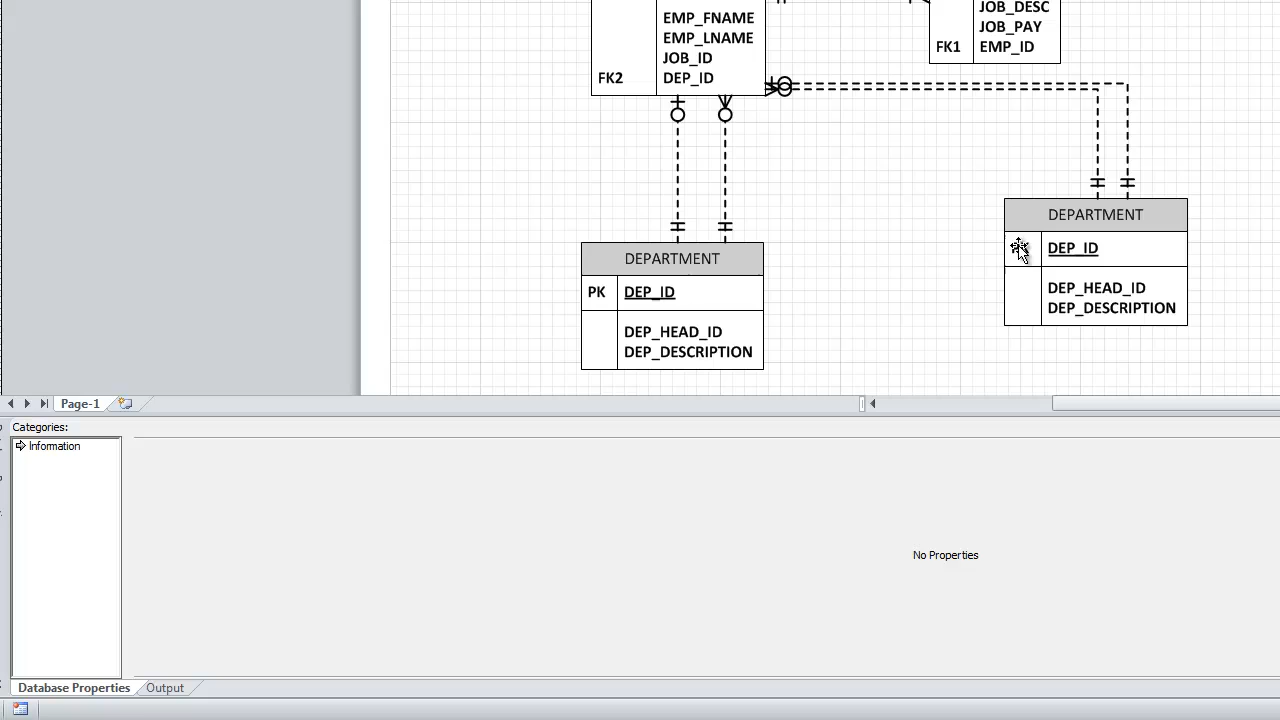 EMP_FNAME
EMP_LNAME
JOB_ID
FK2 DEP_ID
JOB_DESC
JOB_PAY
FK1 EMP_ID
DEPARTMENT
DEP_ID
DEP_HEAD_ID
DEP_DESCRIPTION
DEPARTMENT
PK DEP_ID
DEP_HEAD_ID
DEP_DESCRIPTION
Page-1
Categories:
Information
No Properties
Database Properties Output